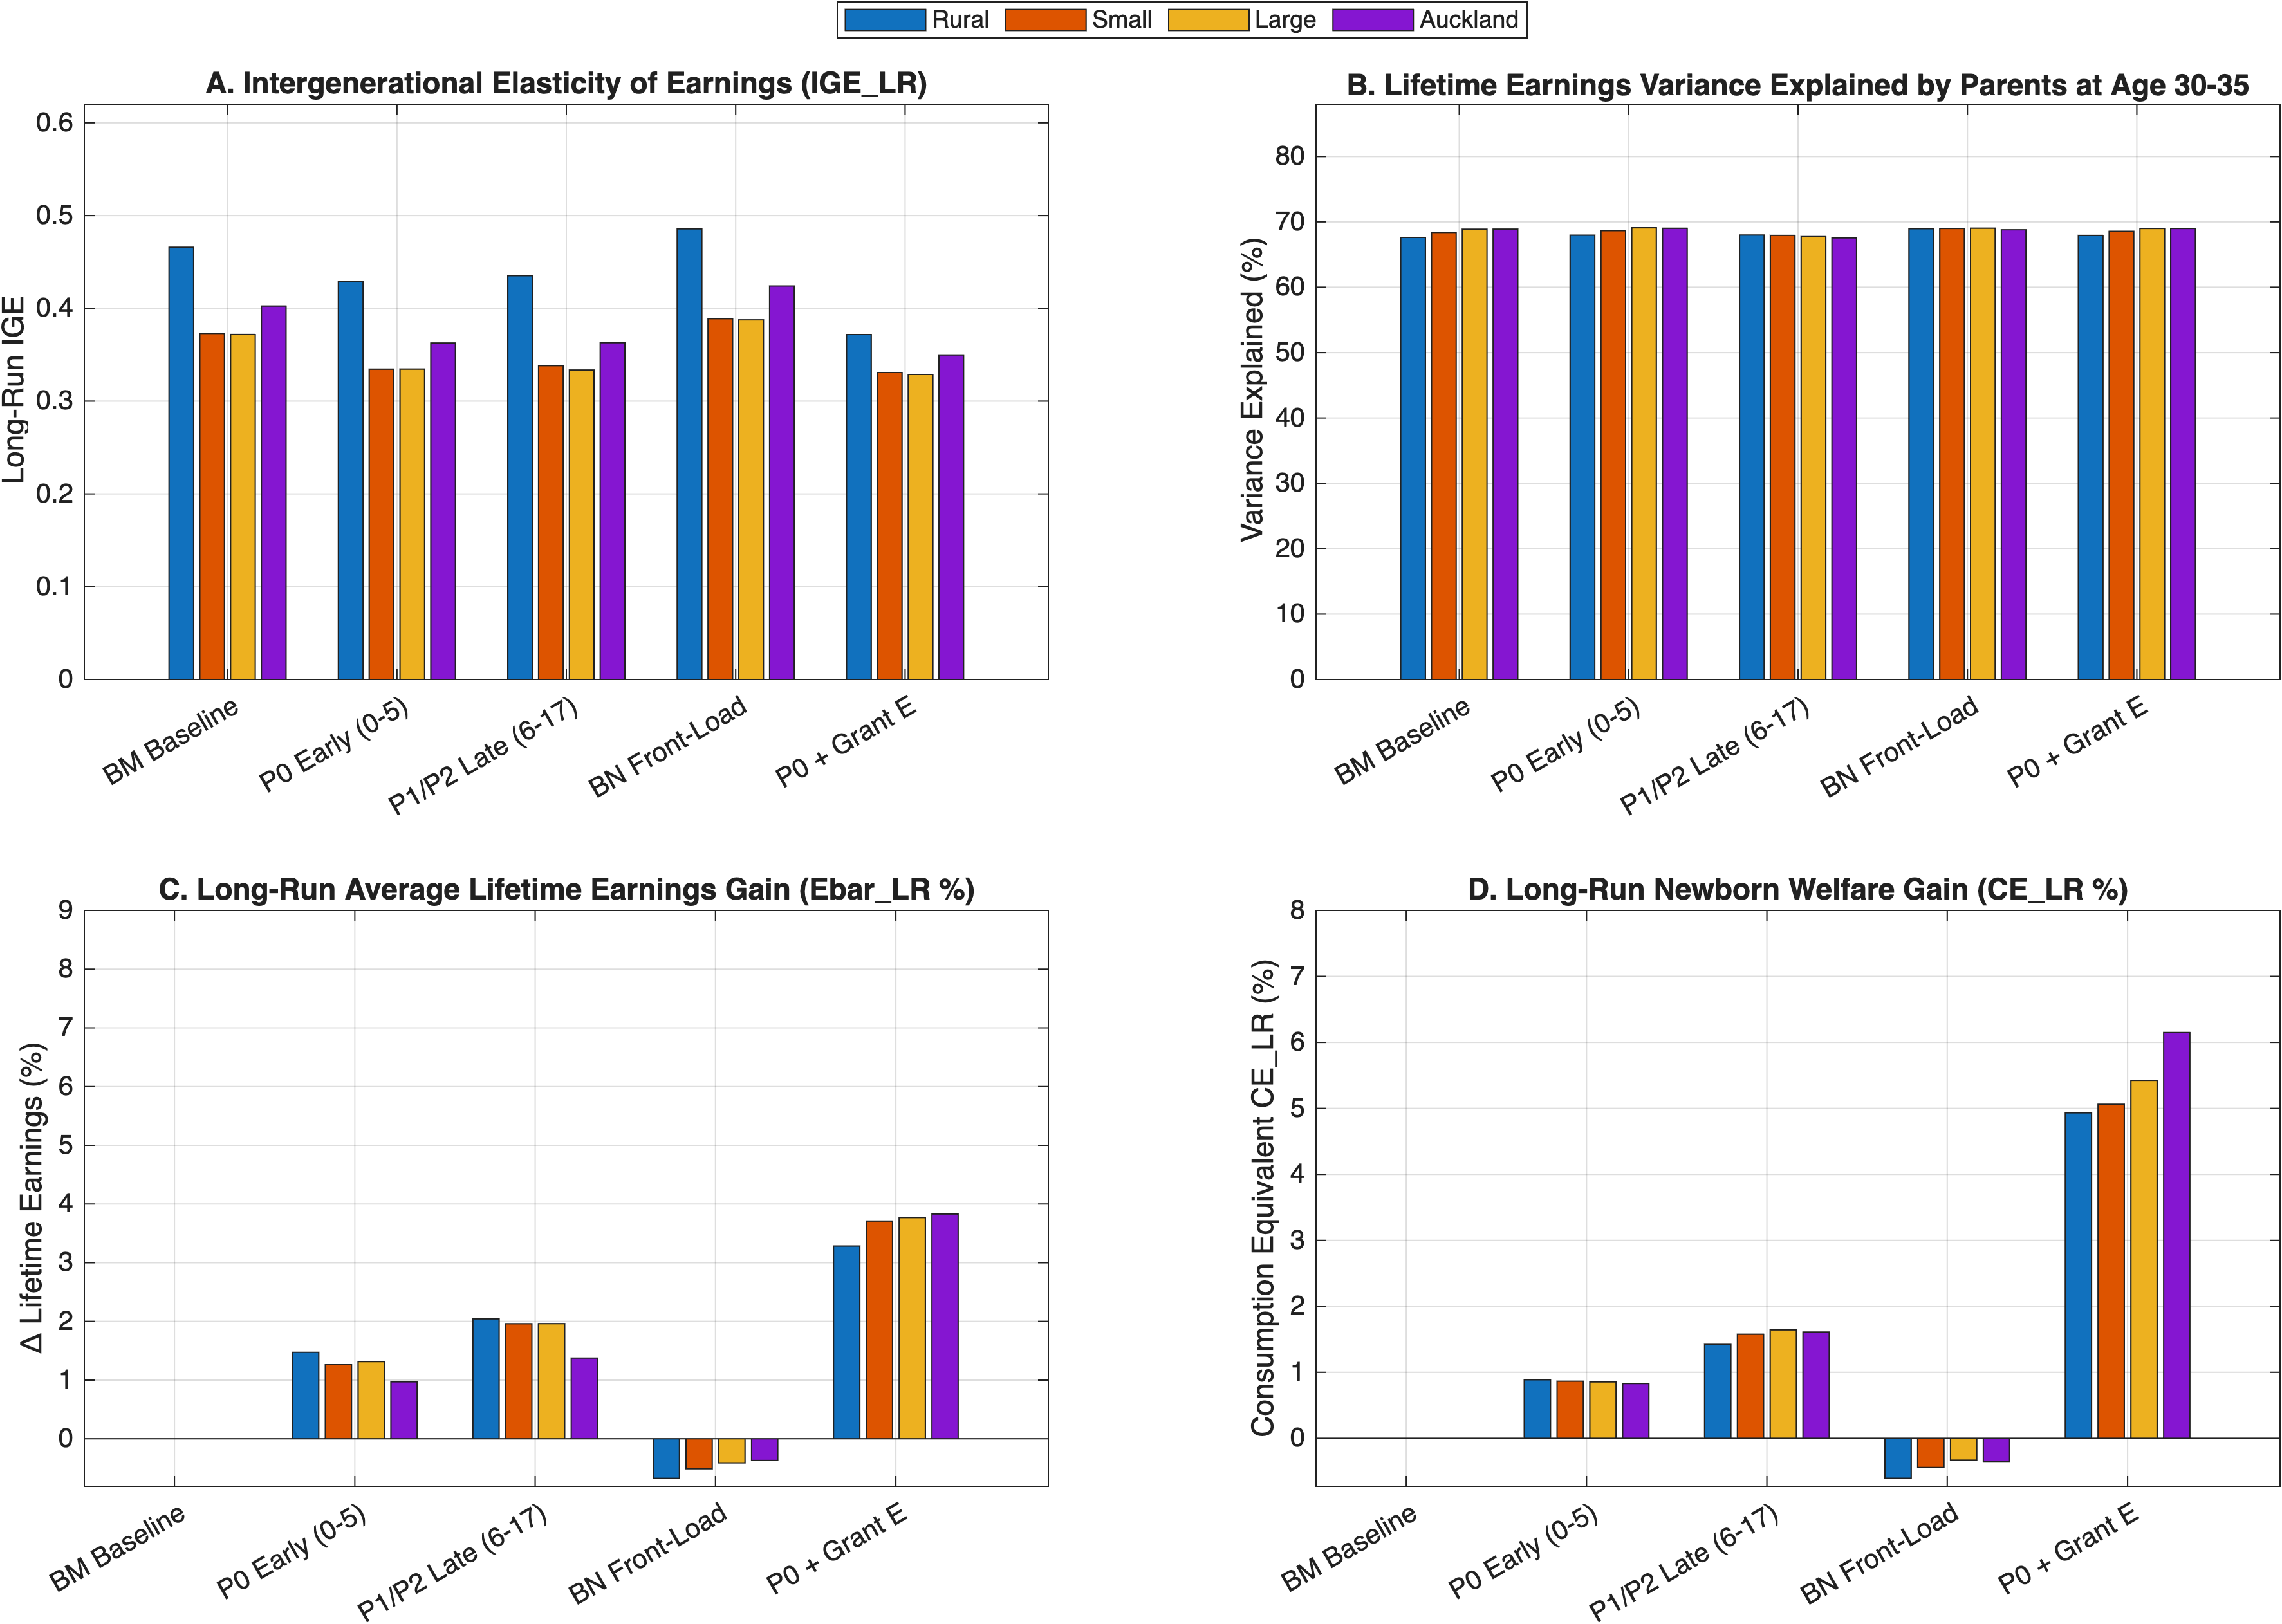 Rural Small Large Auckland
A. Intergenerational Elasticity of Earnings (IGE_LR)
Long-Run IGE
0.6
0.5
0.4
0.3
0.2
0.1
0
BM Baseline
P0 Early (0-5)
P1/P2 Late (6-17)
BN Front-Load
P0 + Grant E
B. Lifetime Earnings Variance Explained by Parents at Age 30-35
Variance Explained (%)
80
70
60
50
40
30
20
10
0
BM Baseline
P0 Early (0-5)
P1/P2 Late (6-17)
BN Front-Load
P0 + Grant E
C. Long-Run Average Lifetime Earnings Gain (Ebar_LR %)
Δ Lifetime Earnings (%)
9
8
7
6
5
4
3
2
1
0
BM Baseline
P0 Early (0-5)
P1/P2 Late (6-17)
BN Front-Load
P0 + Grant E
D. Long-Run Newborn Welfare Gain (CE_LR %)
Consumption Equivalent CE_LR (%)
8
7
6
5
4
3
2
1
0
BM Baseline
P0 Early (0-5)
P1/P2 Late (6-17)
BN Front-Load
P0 + Grant E